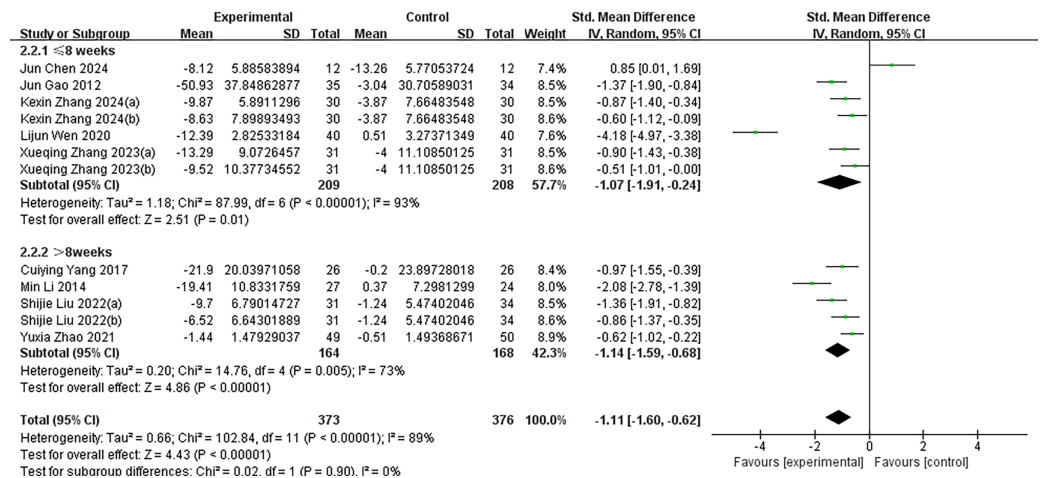 Experimental Control Std. Mean Difference Std. Mean Difference
Study or Subgroup Mean SD Total Mean SD Total Weight IV, Random, 95% CI IV, Random, 95% CI
2.2.1 ≤8 weeks
Jun Chen 2024 -8.12 5.88583894 12 -13.26 5.77053724 12 7.4% 0.85 [0.01, 1.69]
Jun Gao 2012 -50.93 37.84862877 35 -3.04 30.70589031 34 8.5% -1.37 [-1.90, -0.84]
Kexin Zhang 2024(a) -9.87 5.8911296 30 -3.87 7.66483548 30 8.5% -0.87 [-1.40, -0.34]
Kexin Zhang 2024(b) -8.63 7.89893493 30 -3.87 7.66483548 30 8.6% -0.60 [-1.12, -0.09]
Lijun Wen 2020 -12.39 2.82533184 40 0.51 3.27371349 40 7.6% -4.18 [-4.97, -3.38]
Xueqing Zhang 2023(a) -13.29 9.0726457 31 -4 11.10850125 31 8.5% -0.90 [-1.43, -0.38]
Xueqing Zhang 2023(b) -9.52 10.37734552 31 -4 11.10850125 31 8.6% -0.51 [-1.01, -0.00]
Subtotal (95% CI) 209 208 57.7% -1.07 [-1.91, -0.24]
Heterogeneity: Tau² = 1.18; Chi² = 87.99, df = 6 (P < 0.00001); I² = 93%
Test for overall effect: Z = 2.51 (P = 0.01)
2.2.2 >8weeks
Cuiying Yang 2017 -21.9 20.03971058 26 -0.2 23.89728018 26 8.4% -0.97 [-1.55, -0.39]
Min Li 2014 -19.41 10.8331759 27 0.37 7.2981299 24 8.0% -2.08 [-2.78, -1.39]
Shijie Liu 2022(a) -9.7 6.79014727 31 -1.24 5.47402046 34 8.5% -1.36 [-1.91, -0.82]
Shijie Liu 2022(b) -6.52 6.64301889 31 -1.24 5.47402046 34 8.6% -0.86 [-1.37, -0.35]
Yuxia Zhao 2021 -1.44 1.47929037 49 -0.51 1.49368671 50 8.9% -0.62 [-1.02, -0.22]
Subtotal (95% CI) 164 168 42.3% -1.14 [-1.59, -0.68]
Heterogeneity: Tau² = 0.20; Chi² = 14.76, df = 4 (P = 0.005); I² = 73%
Test for overall effect: Z = 4.86 (P < 0.00001)
Total (95% CI) 373 376 100.0% -1.11 [-1.60, -0.62]
Heterogeneity: Tau² = 0.66; Chi² = 102.84, df = 11 (P < 0.00001); I² = 89%
Test for overall effect: Z = 4.43 (P < 0.00001)
Test for subgroup differences: Chi² = 0.02, df = 1 (P = 0.90), I² = 0%
-4 -2 0 2 4
Favours [experimental] Favours [control]